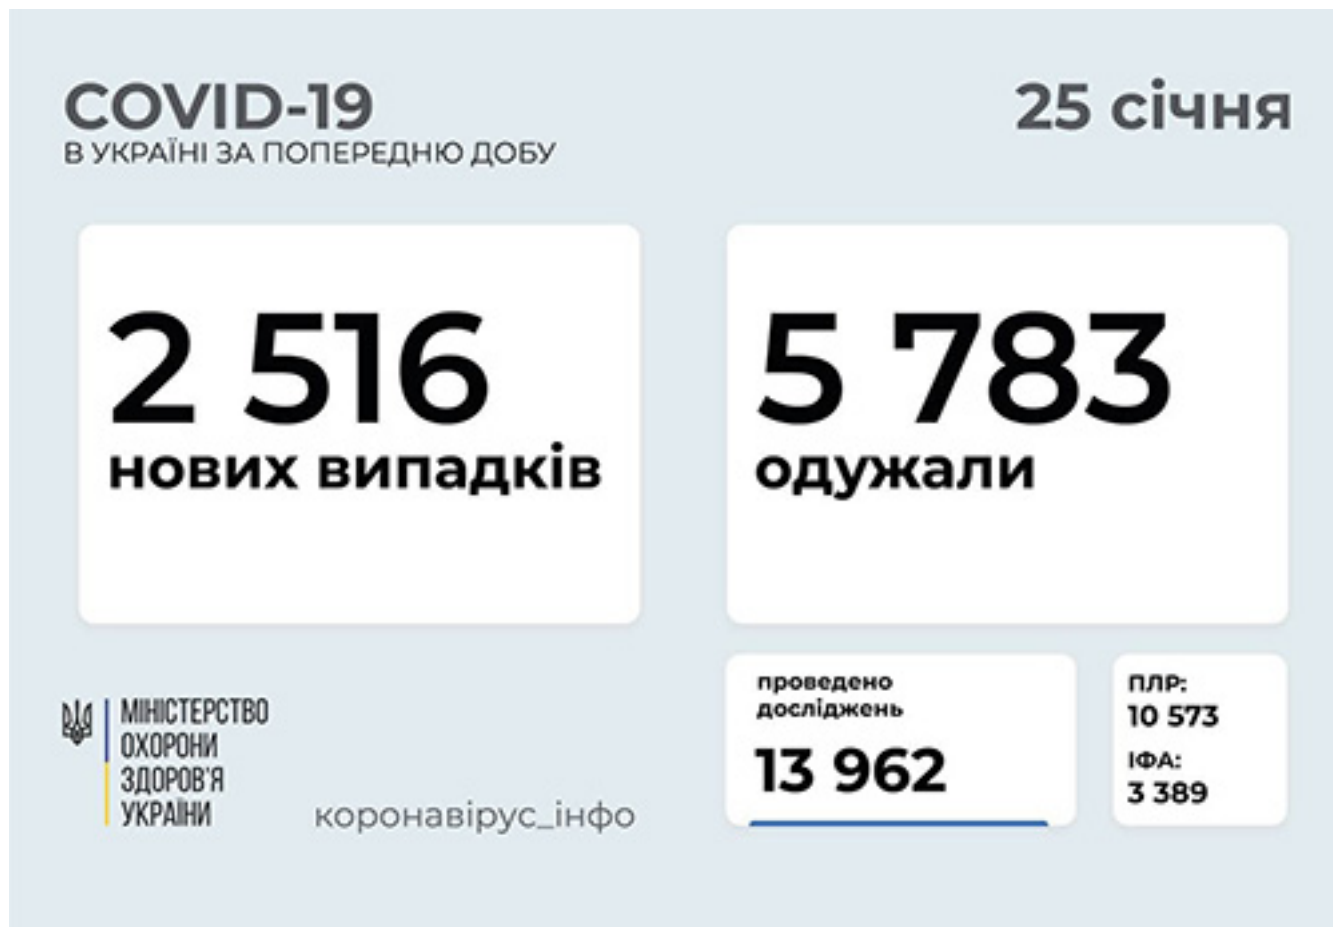 COVID-19
В УКРАЇНІ ЗА ПОПЕРЕДНЮ ДОБУ
25 січня
2 516
нових випадків
5 783
одужали
проведено
досліджень
13 962
ПЛР:
10 573
ІФА:
3 389
МІНІСТЕРСТВО
ОХОРОНИ
ЗДОРОВ'Я
УКРАЇНИ
коронавірус_інфо